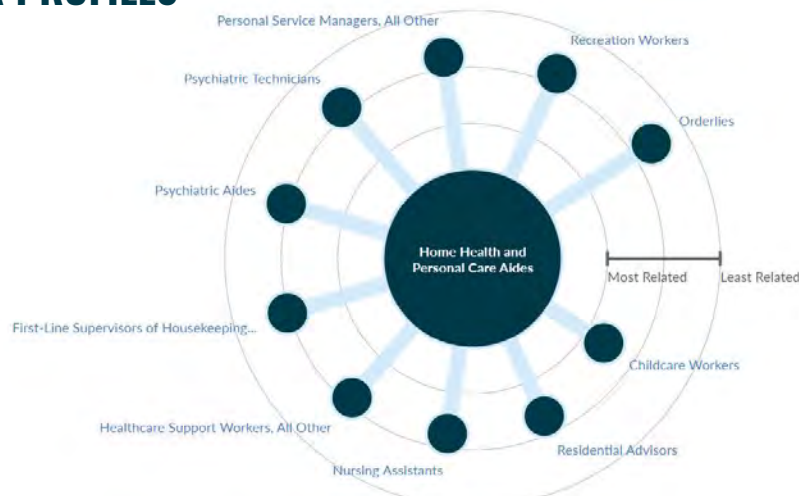 Personal Service Managers, All Other
Recreation Workers
Psychiatric Technicians
Orderlies
Psychiatric Aides
Home Health and
Personal Care Aides
Most Related
Least Related
First-Line Supervisors of Housekeeping...
Childcare Workers
Healthcare Support Workers, All Other
Residential Advisors
Nursing Assistants